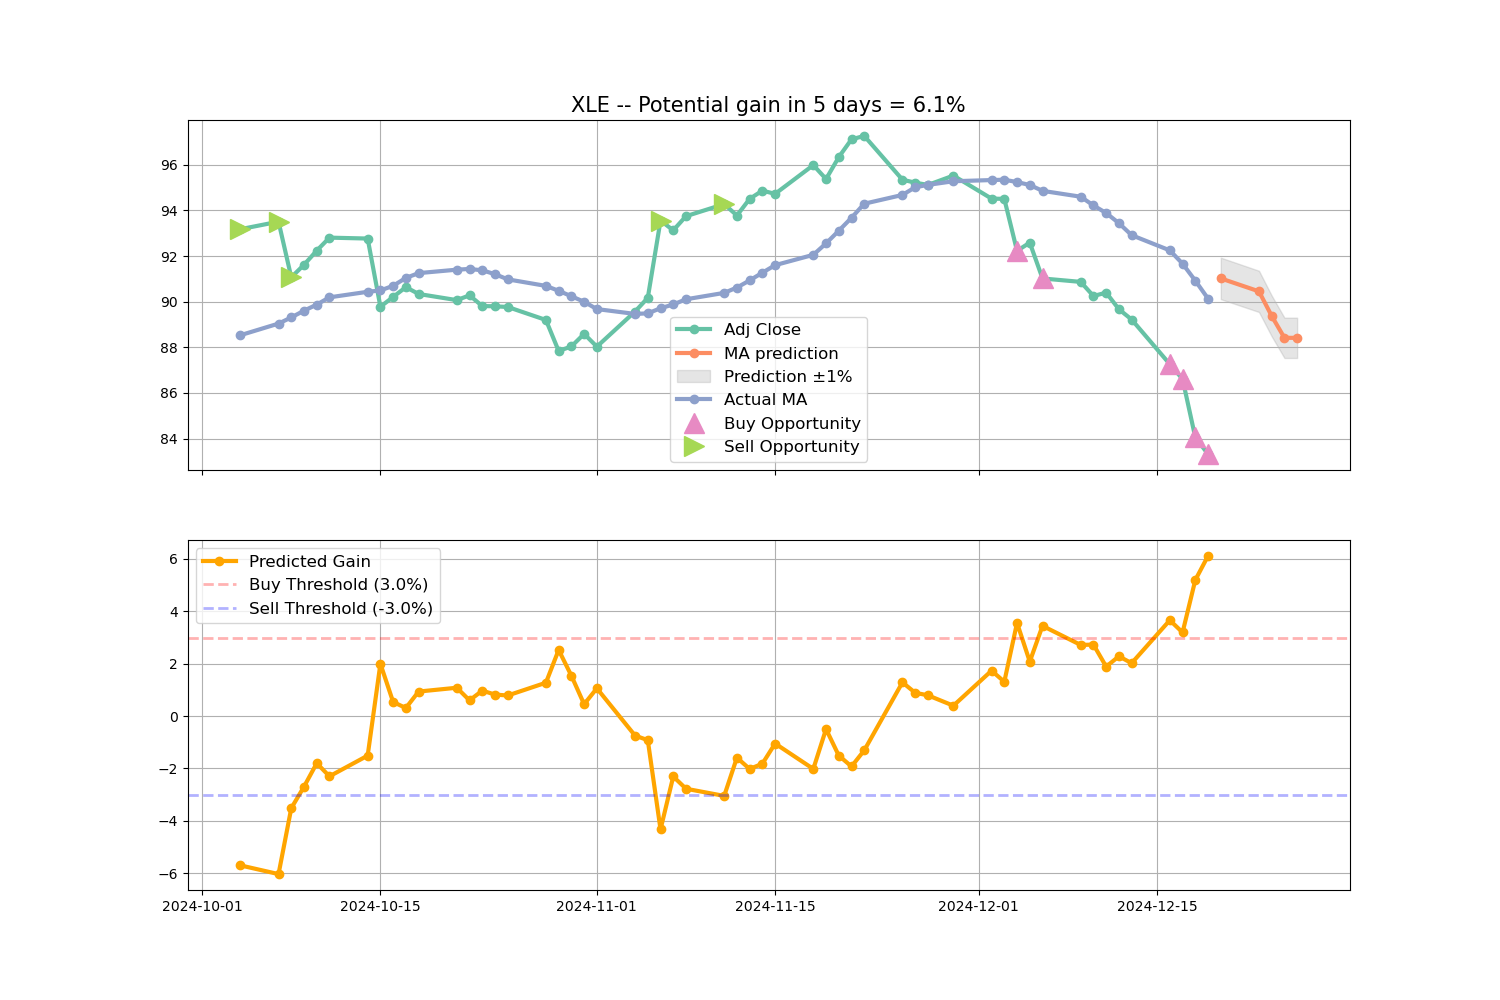 XLE -- Potential gain in 5 days = 6.1%
96
94
92
90
88
86
84
Adj Close
MA prediction
Prediction ±1%
Actual MA
Buy Opportunity
Sell Opportunity
6
4
2
0
−2
−4
−6
Predicted Gain
Buy Threshold (3.0%)
Sell Threshold (-3.0%)
2024-10-01
2024-10-15
2024-11-01
2024-11-15
2024-12-01
2024-12-15